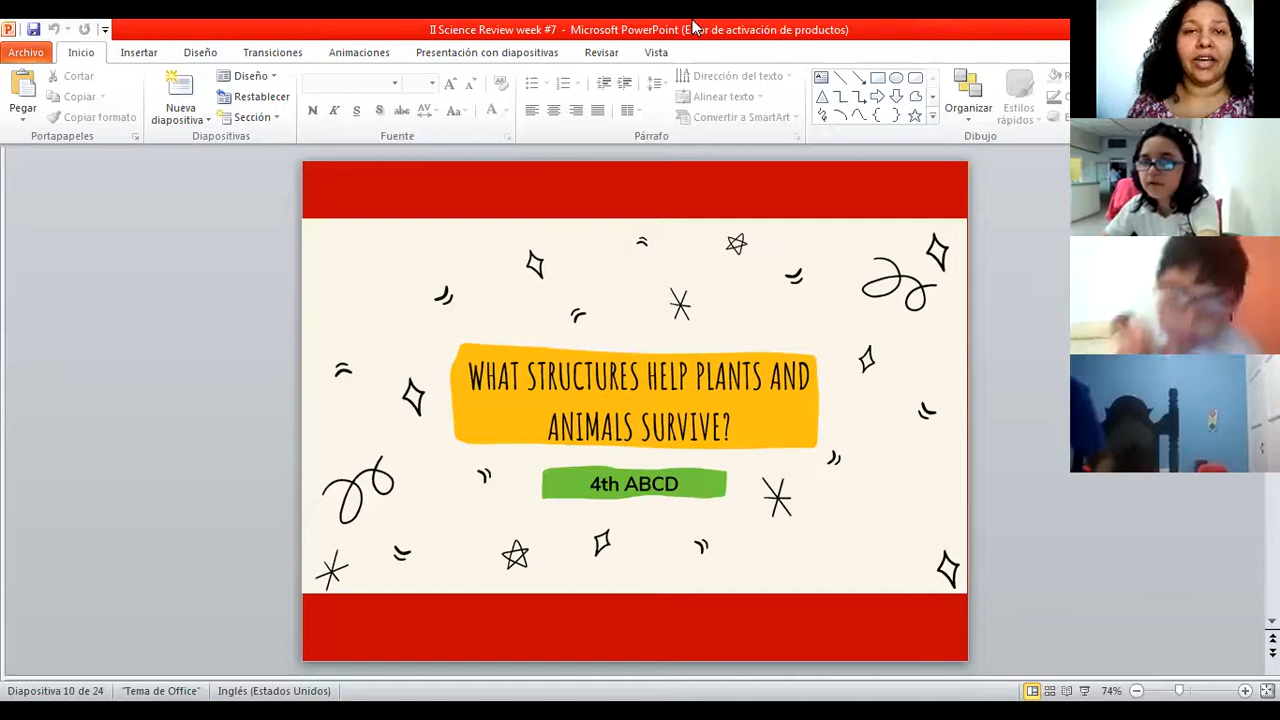 II Science Review week #7 - Microsoft PowerPoint (Error de activación de productos)
Archivo Inicio Insertar Diseño Transiciones Animaciones Presentación con diapositivas Revisar Vista
Pegar
Cortar
Copiar
Copiar formato
Portapapeles
Nueva diapositiva
Diseño
Restablecer
Sección
Diapositivas
N K S abc AV Aa A
Fuente
Dirección del texto
Alinear texto
Convertir a SmartArt
Párrafo
Organizar
Estilos rápidos
Dibujo
WHAT STRUCTURES HELP PLANTS AND
ANIMALS SURVIVE?
4th ABCD
Diapositiva 10 de 24 "Tema de Office" Inglés (Estados Unidos) 74%